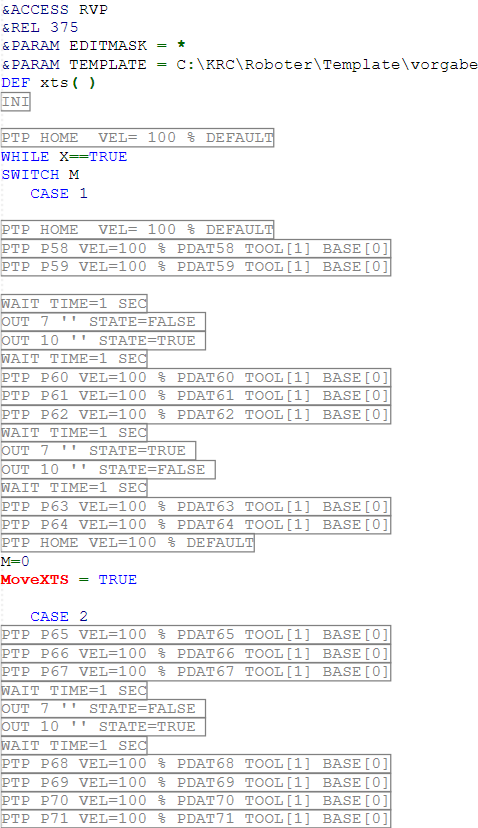 &ACCESS RVP
&REL 375
&PARAM EDITMASK = *
&PARAM TEMPLATE = C:\KRC\Roboter\Template\vorgabe
DEF xts( )
INI
PTP HOME  VEL= 100 % DEFAULT
WHILE X==TRUE
SWITCH M
   CASE 1
PTP HOME  VEL= 100 % DEFAULT
PTP P58 VEL=100 % PDAT58 TOOL[1] BASE[0]
PTP P59 VEL=100 % PDAT59 TOOL[1] BASE[0]
WAIT TIME=1 SEC
OUT 7 '' STATE=FALSE
OUT 10 '' STATE=TRUE
WAIT TIME=1 SEC
PTP P60 VEL=100 % PDAT60 TOOL[1] BASE[0]
PTP P61 VEL=100 % PDAT61 TOOL[1] BASE[0]
PTP P62 VEL=100 % PDAT62 TOOL[1] BASE[0]
WAIT TIME=1 SEC
OUT 7 '' STATE=TRUE
OUT 10 '' STATE=FALSE
WAIT TIME=1 SEC
PTP P63 VEL=100 % PDAT63 TOOL[1] BASE[0]
PTP P64 VEL=100 % PDAT64 TOOL[1] BASE[0]
PTP HOME VEL=100 % DEFAULT
M=0
MoveXTS = TRUE
   CASE 2
PTP P65 VEL=100 % PDAT65 TOOL[1] BASE[0]
PTP P66 VEL=100 % PDAT66 TOOL[1] BASE[0]
PTP P67 VEL=100 % PDAT67 TOOL[1] BASE[0]
WAIT TIME=1 SEC
OUT 7 '' STATE=FALSE
OUT 10 '' STATE=TRUE
WAIT TIME=1 SEC
PTP P68 VEL=100 % PDAT68 TOOL[1] BASE[0]
PTP P69 VEL=100 % PDAT69 TOOL[1] BASE[0]
PTP P70 VEL=100 % PDAT70 TOOL[1] BASE[0]
PTP P71 VEL=100 % PDAT71 TOOL[1] BASE[0]